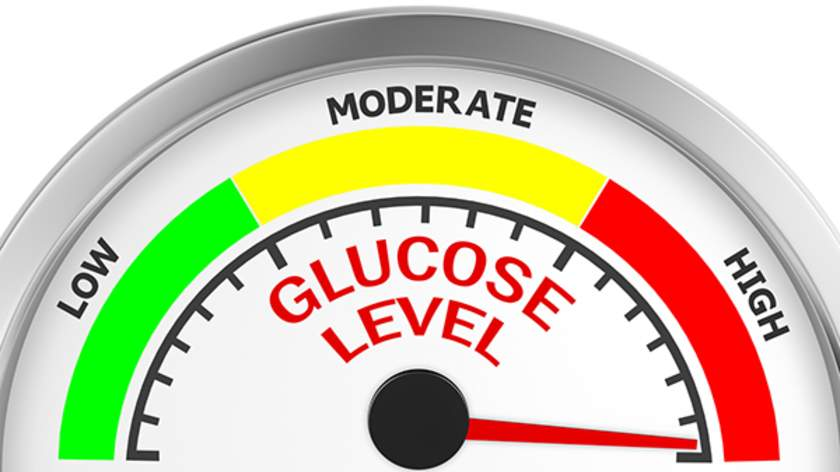 MODERATE
LOW
HIGH
GLUCOSE
LEVEL